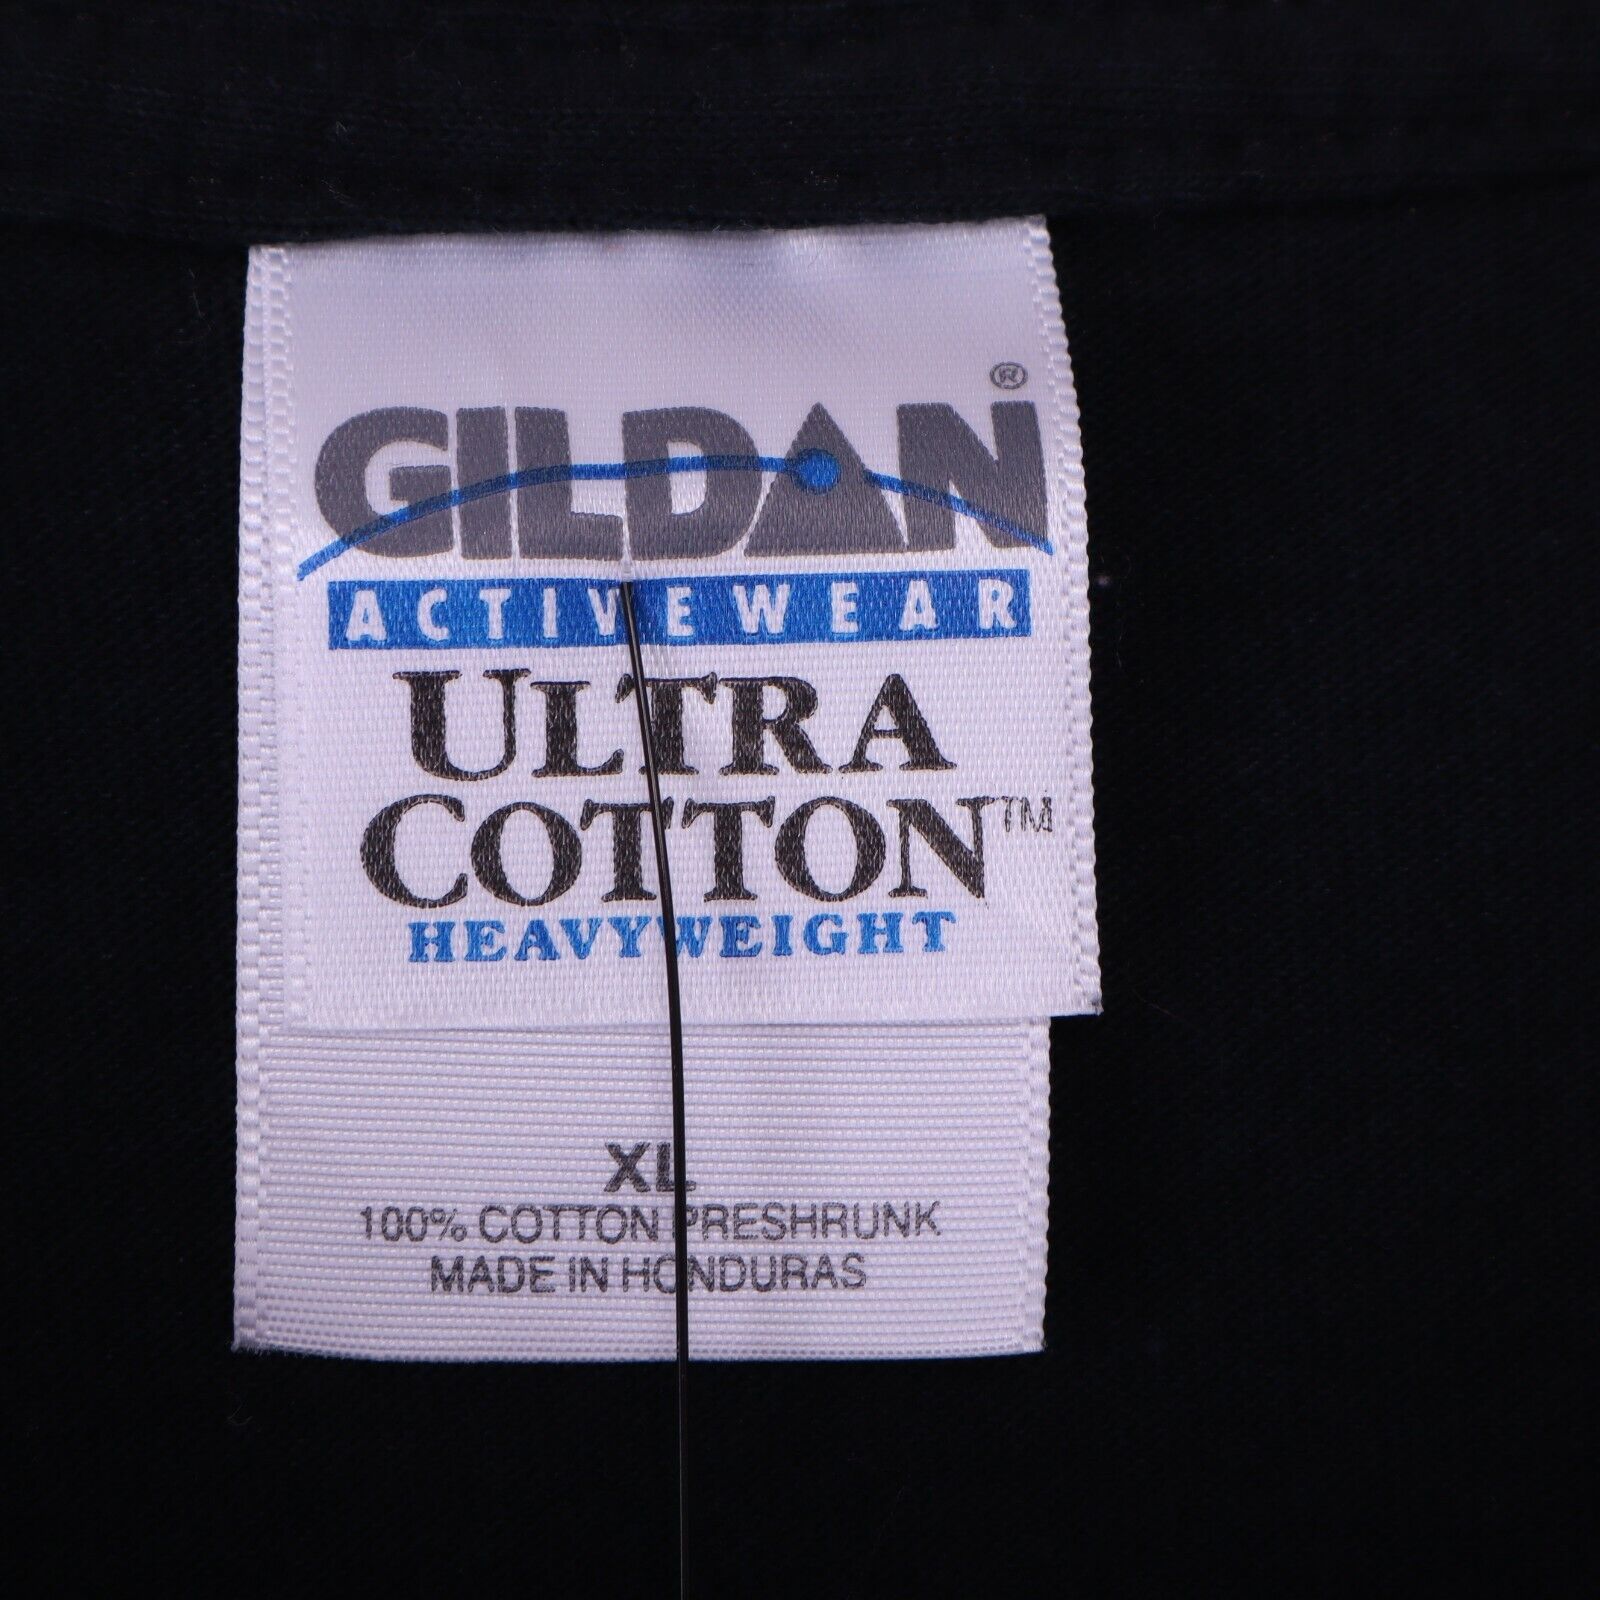 GILDAN®
ACTIVEWEAR
ULTRA
COTTON™
HEAVYWEIGHT
XL
100% COTTON PRESHRUNK
MADE IN HONDURAS